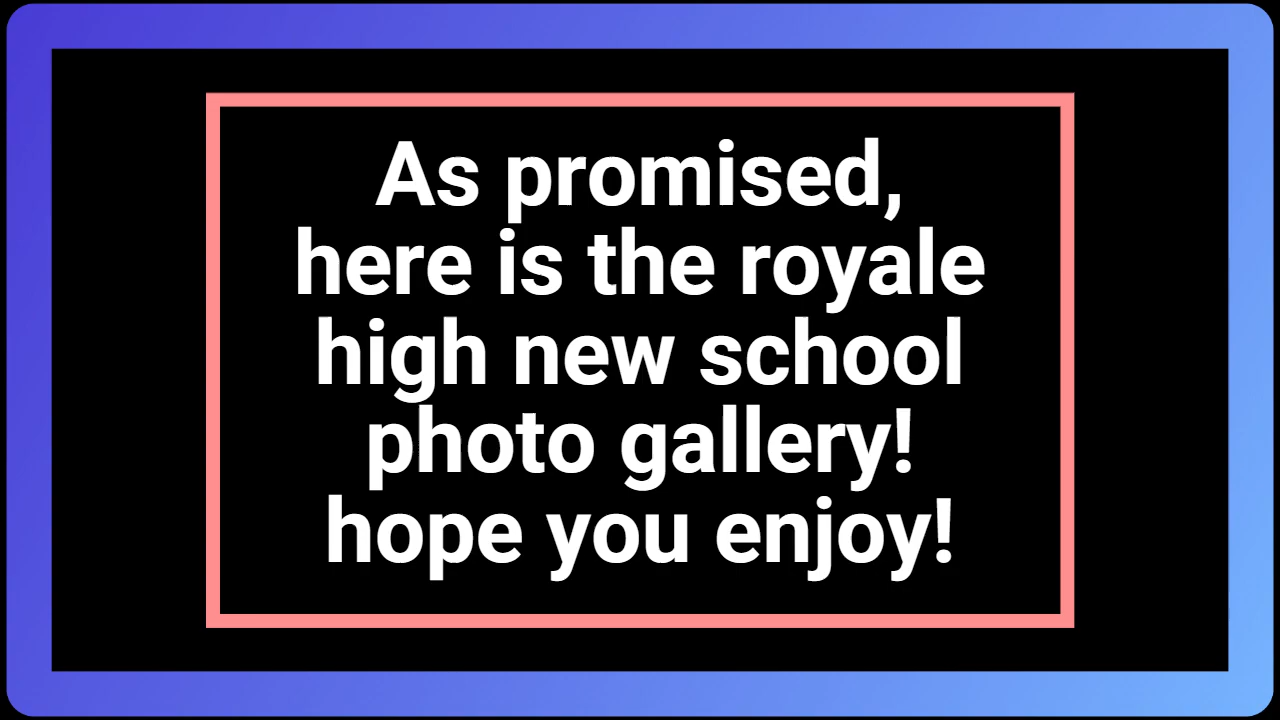 As promised,
here is the royale
high new school
photo gallery!
hope you enjoy!